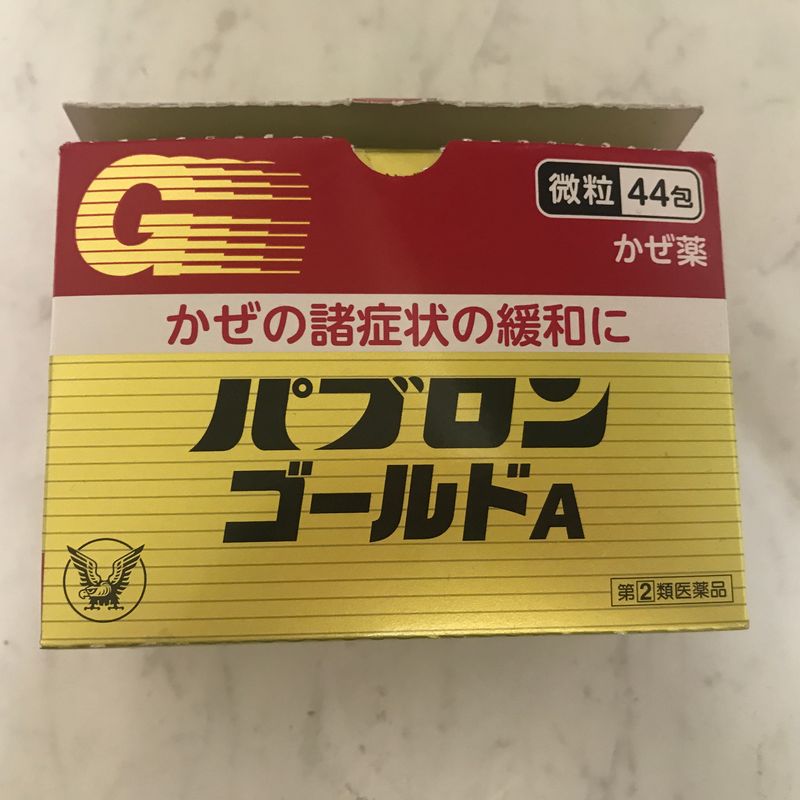 G
微粒 44包
かぜ薬
かぜの諸症状の緩和に
パブロン
ゴールドA
第②類医薬品